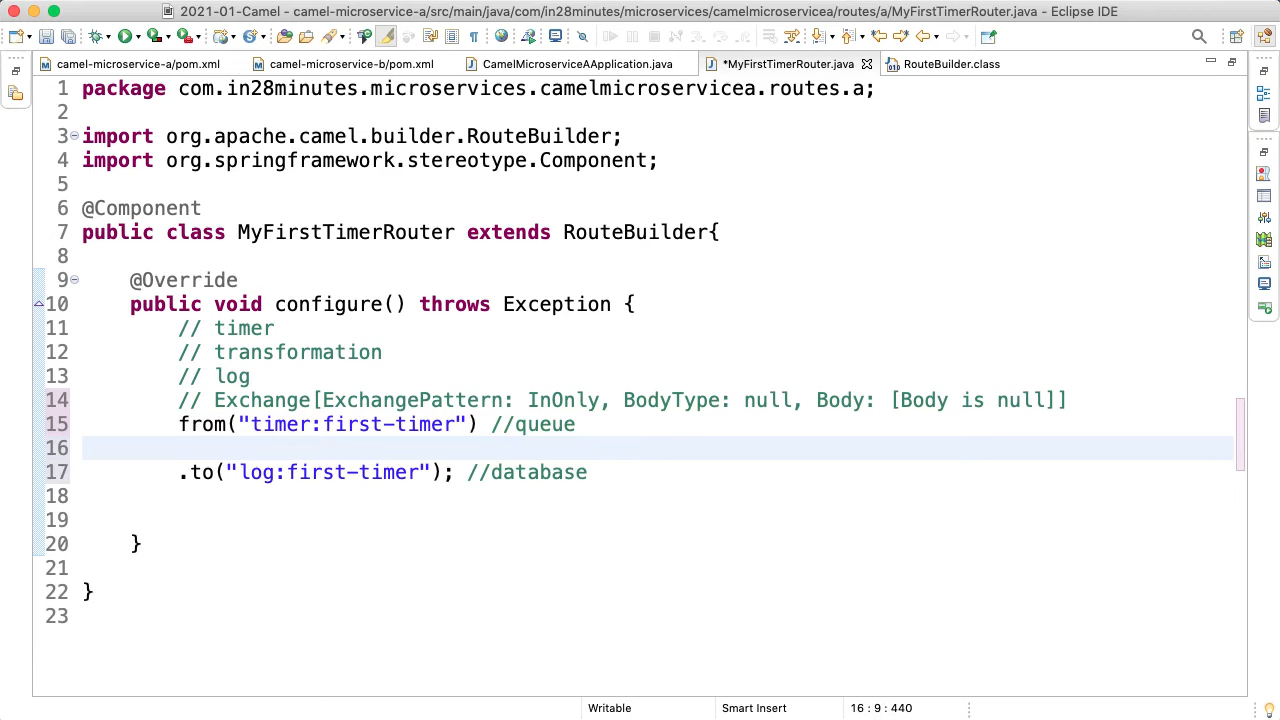 2021-01-Camel - camel-microservice-a/src/main/java/com/in28minutes/microservices/camelmicroservicea/routes/a/MyFirstTimerRouter.java - Eclipse IDE
camel-microservice-a/pom.xml
camel-microservice-b/pom.xml
CamelMicroserviceAApplication.java
*MyFirstTimerRouter.java
RouteBuilder.class
1 package com.in28minutes.microservices.camelmicroservicea.routes.a;
2
3 import org.apache.camel.builder.RouteBuilder;
4 import org.springframework.stereotype.Component;
5
6 @Component
7 public class MyFirstTimerRouter extends RouteBuilder{
8
9 @Override
10 public void configure() throws Exception {
11 // timer
12 // transformation
13 // log
14 // Exchange[ExchangePattern: InOnly, BodyType: null, Body: [Body is null]]
15 from("timer:first-timer") //queue
16
17 .to("log:first-timer"); //database
18
19
20 }
21
22 }
23
Writable
Smart Insert
16 : 9 : 440